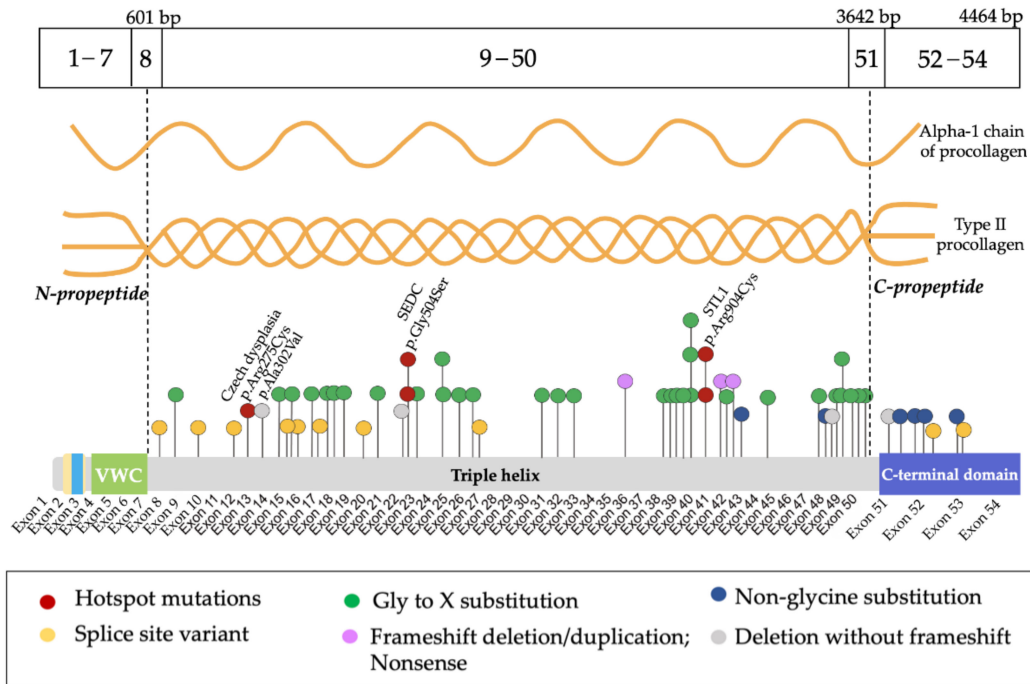 601 bp
3642 bp
4464 bp
1–7
8
9–50
51
52–54
Alpha-1 chain
of procollagen
Type II
procollagen
N-propeptide
C-propeptide
Czech dysplasia
p.Arg275Cys
p.Ala302Val
SEDC
p.Gly504Ser
STL1
p.Arg904Cys
VWC
Triple helix
C-terminal domain
Exon 1
Exon 2
Exon 3
Exon 4
Exon 5
Exon 6
Exon 7
Exon 8
Exon 9
Exon 10
Exon 11
Exon 12
Exon 13
Exon 14
Exon 15
Exon 16
Exon 17
Exon 18
Exon 19
Exon 20
Exon 21
Exon 22
Exon 23
Exon 24
Exon 25
Exon 26
Exon 27
Exon 28
Exon 29
Exon 30
Exon 31
Exon 32
Exon 33
Exon 34
Exon 35
Exon 36
Exon 37
Exon 38
Exon 39
Exon 40
Exon 41
Exon 42
Exon 43
Exon 44
Exon 45
Exon 46
Exon 47
Exon 48
Exon 49
Exon 50
Exon 51
Exon 52
Exon 53
Exon 54
Hotspot mutations
Gly to X substitution
Non-glycine substitution
Splice site variant
Frameshift deletion/duplication;
Nonsense
Deletion without frameshift